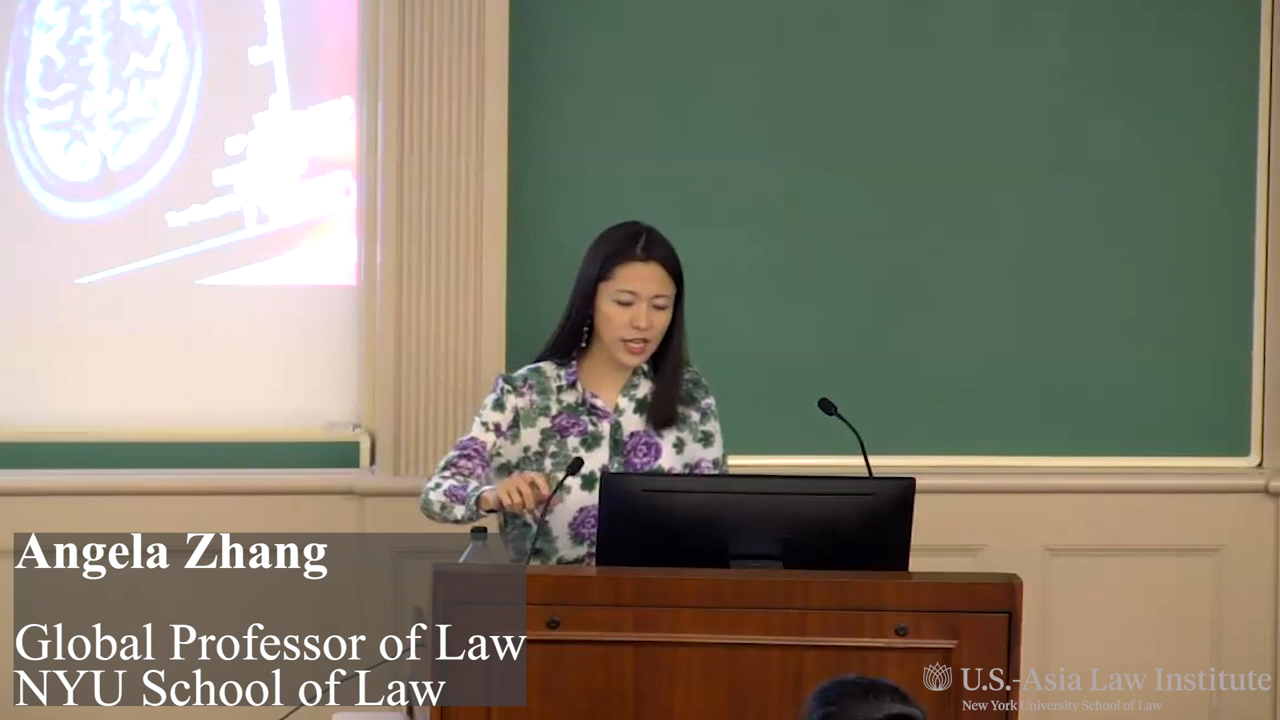 Angela Zhang
Global Professor of Law
NYU School of Law
U.S.-Asia Law Institute
New York University School of Law